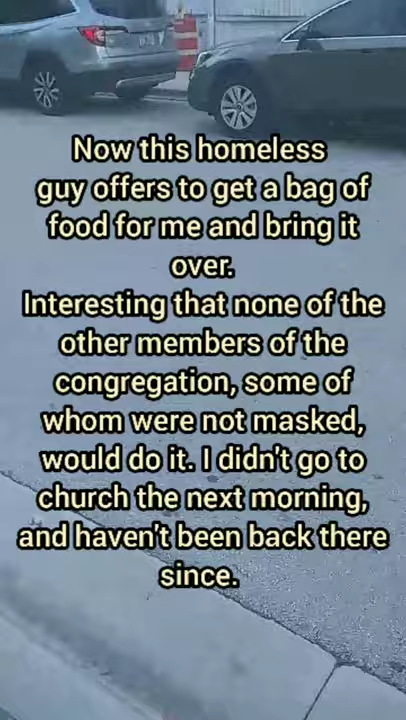 Now this homeless
guy offers to get a bag of
food for me and bring it
over.
Interesting that none of the
other members of the
congregation, some of
whom were not masked,
would do it. I didn't go to
church the next morning,
and haven't been back there
since.